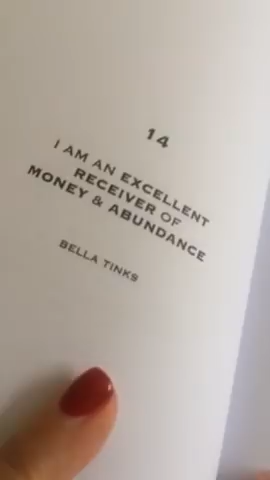 14
I AM AN EXCELLENT
RECEIVER OF
MONEY & ABUNDANCE
BELLA TINKS